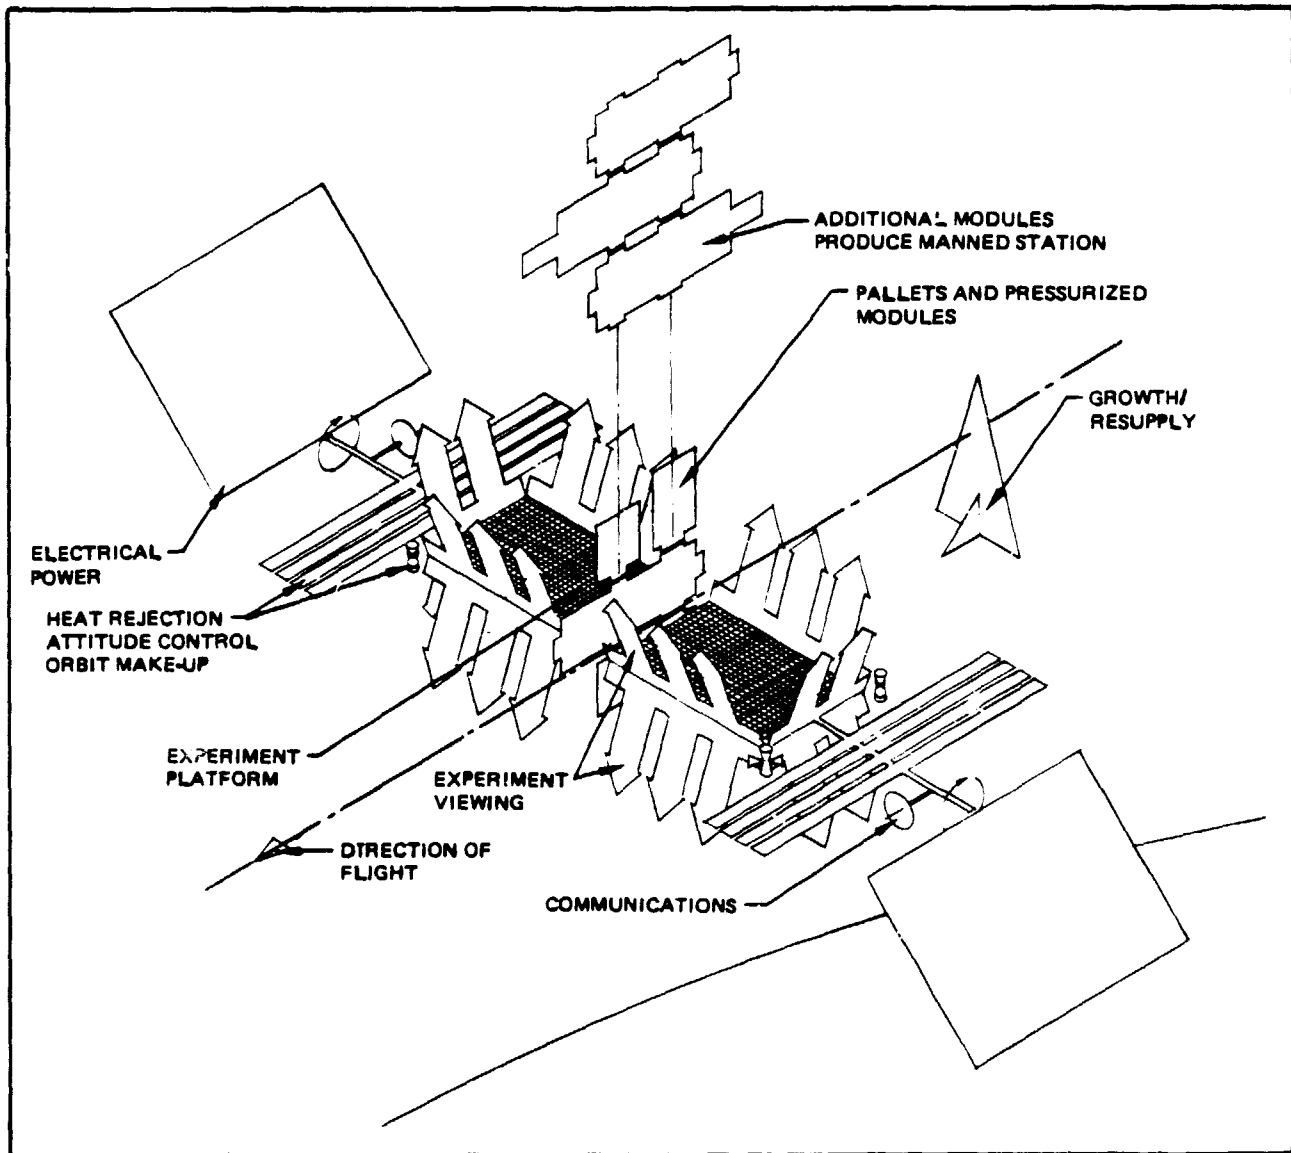 ADDITIONAL MODULES
PRODUCE MANNED STATION
PALLETS AND PRESSURIZED
MODULES
GROWTH/
RESUPPLY
ELECTRICAL
POWER
HEAT REJECTION
ATTITUDE CONTROL
ORBIT MAKE-UP
EXPERIMENT
PLATFORM
EXPERIMENT
VIEWING
DIRECTION OF
FLIGHT
COMMUNICATIONS